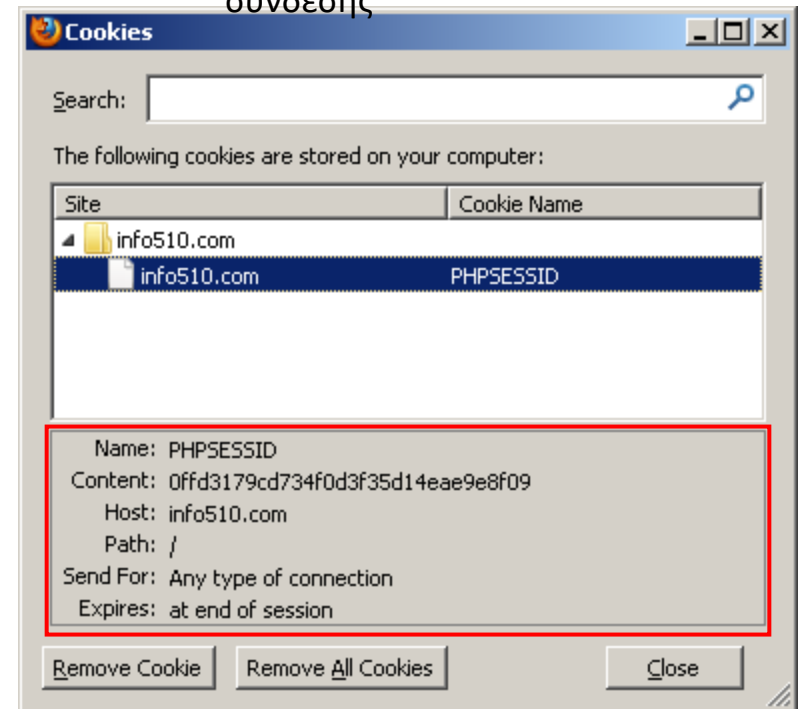 σύνδεσης
Cookies
Search:
The following cookies are stored on your computer:
Site Cookie Name
info510.com
info510.com PHPSESSID
Name: PHPSESSID
Content: 0ffd3179cd734f0d3f35d14eae9e8f09
Host: info510.com
Path: /
Send For: Any type of connection
Expires: at end of session
Remove Cookie Remove All Cookies Close